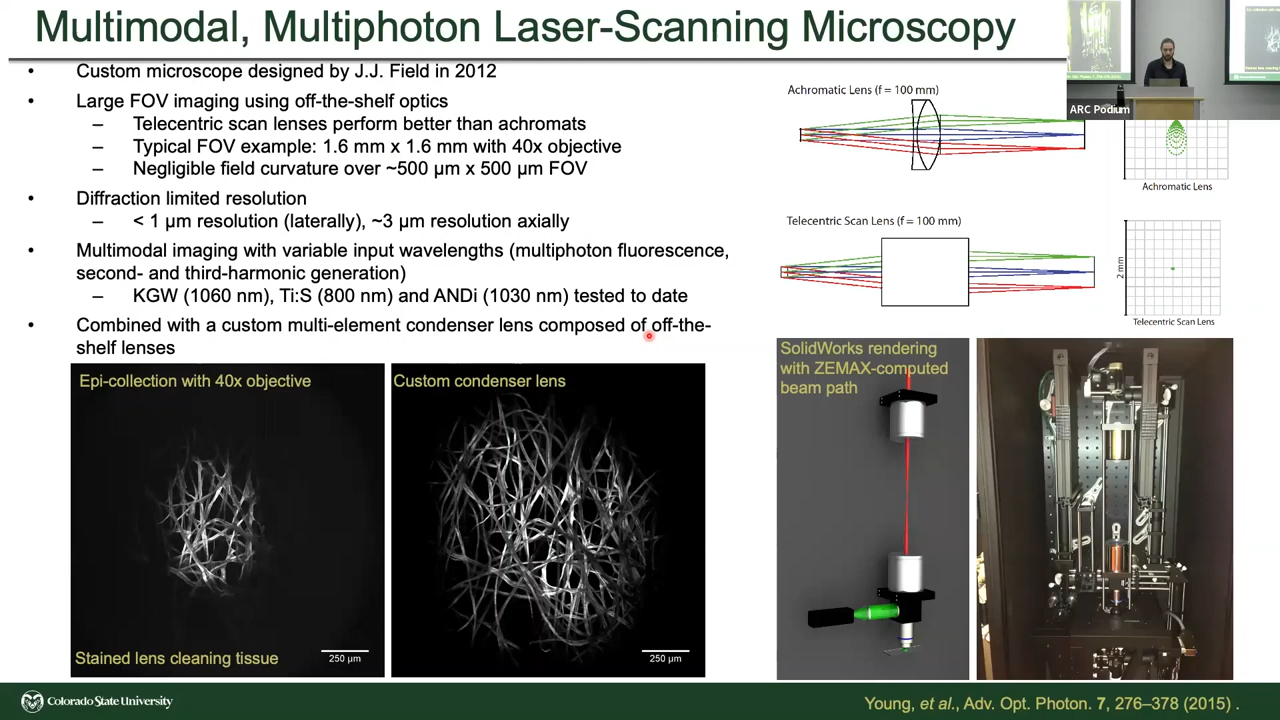 Multimodal, Multiphoton Laser-Scanning Microscopy
• Custom microscope designed by J.J. Field in 2012
• Large FOV imaging using off-the-shelf optics
– Telecentric scan lenses perform better than achromats
– Typical FOV example: 1.6 mm x 1.6 mm with 40x objective
– Negligible field curvature over ~500 µm x 500 µm FOV
• Diffraction limited resolution
– < 1 µm resolution (laterally), ~3 µm resolution axially
• Multimodal imaging with variable input wavelengths (multiphoton fluorescence,
second- and third-harmonic generation)
– KGW (1060 nm), Ti:S (800 nm) and ANDi (1030 nm) tested to date
• Combined with a custom multi-element condenser lens composed of off-the-
shelf lenses
Epi-collection with 40x objective
Stained lens cleaning tissue
250 µm
Custom condenser lens
250 µm
Achromatic Lens (f = 100 mm)
ARC Podium
Achromatic Lens
Telecentric Scan Lens (f = 100 mm)
2 mm
Telecentric Scan Lens
SolidWorks rendering
with ZEMAX-computed
beam path
Colorado State University
Young, et al., Adv. Opt. Photon. 7, 276–378 (2015) .